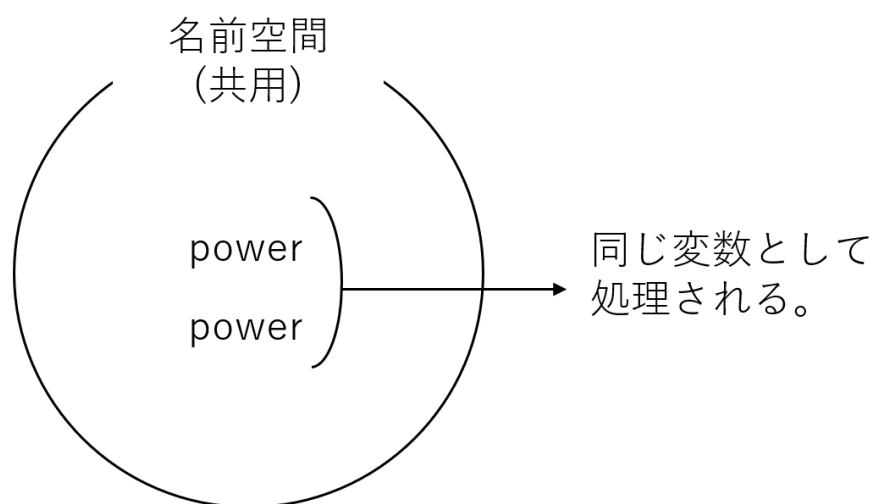 名前空間
(共用)
power
power
同じ変数として
処理される。